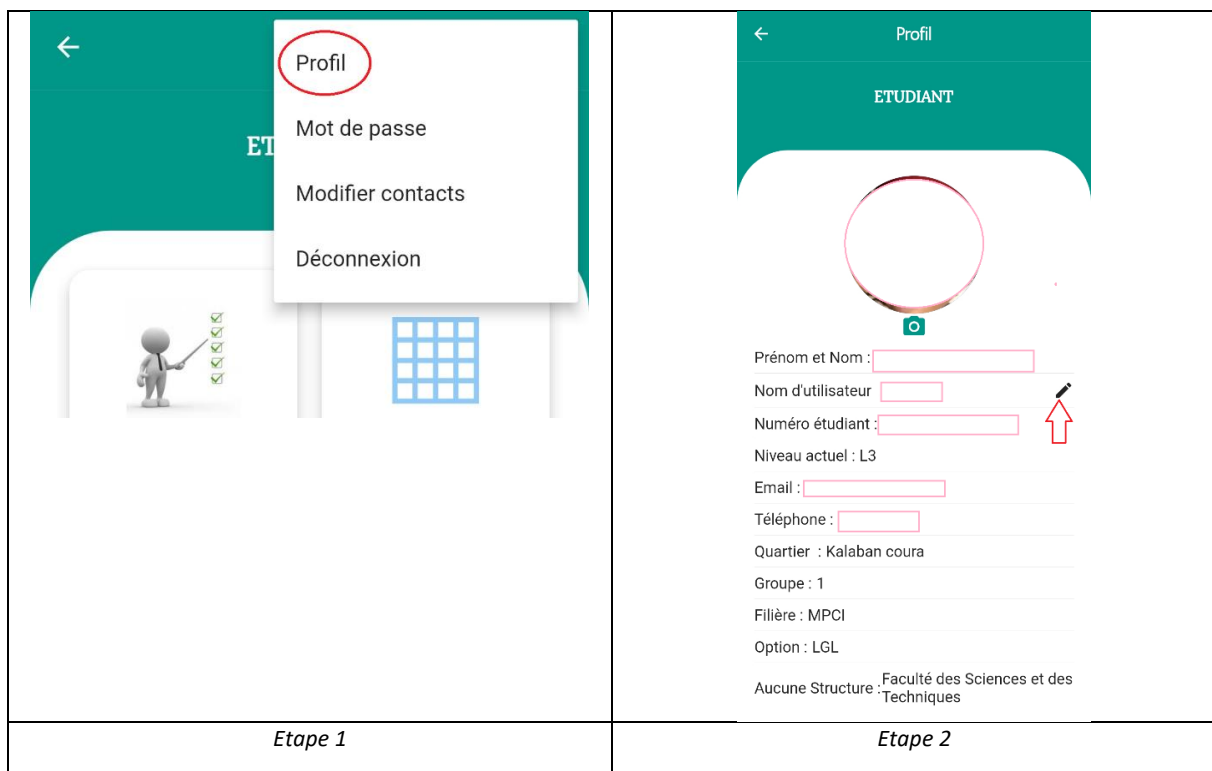 Profil
Mot de passe
ET
Modifier contacts
Déconnexion
Etape 1
Profil
ETUDIANT
Prénom et Nom :
Nom d'utilisateur
Numéro étudiant :
Niveau actuel : L3
Email :
Téléphone :
Quartier : Kalaban coura
Groupe : 1
Filière : MPCI
Option : LGL
Aucune Structure : Faculté des Sciences et des
Techniques
Etape 2